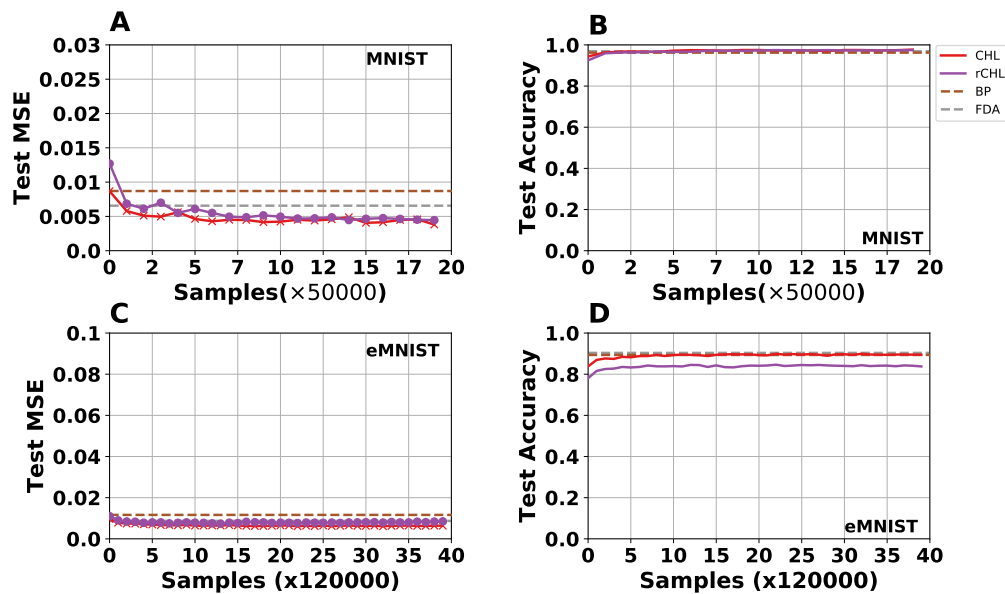 A
B
0.03
0.025
0.02
0.015
0.01
0.005
0.0
Test MSE
MNIST
0 2 5 7 10 12 15 17 20
Samples(×50000)
1.0
0.8
0.6
0.4
0.2
0.0
Test Accuracy
MNIST
0 2 5 7 10 12 15 17 20
Samples(×50000)
CHL
rCHL
BP
FDA
C
D
0.1
0.08
0.06
0.04
0.02
0.0
Test MSE
eMNIST
0 5 10 15 20 25 30 35 40
Samples (x120000)
1.0
0.8
0.6
0.4
0.2
0.0
Test Accuracy
eMNIST
0 5 10 15 20 25 30 35 40
Samples (x120000)